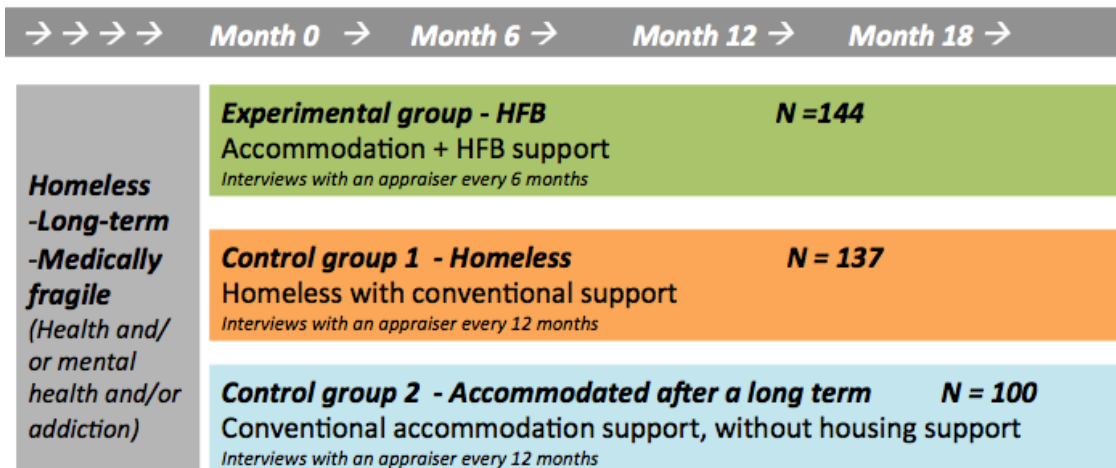 → → → → Month 0 → Month 6 → Month 12 → Month 18 →
Homeless
-Long-term
-Medically
fragile
(Health and/
or mental
health and/or
addiction)
Experimental group - HFB N =144
Accommodation + HFB support
Interviews with an appraiser every 6 months
Control group 1 - Homeless N = 137
Homeless with conventional support
Interviews with an appraiser every 12 months
Control group 2 - Accommodated after a long term N = 100
Conventional accommodation support, without housing support
Interviews with an appraiser every 12 months